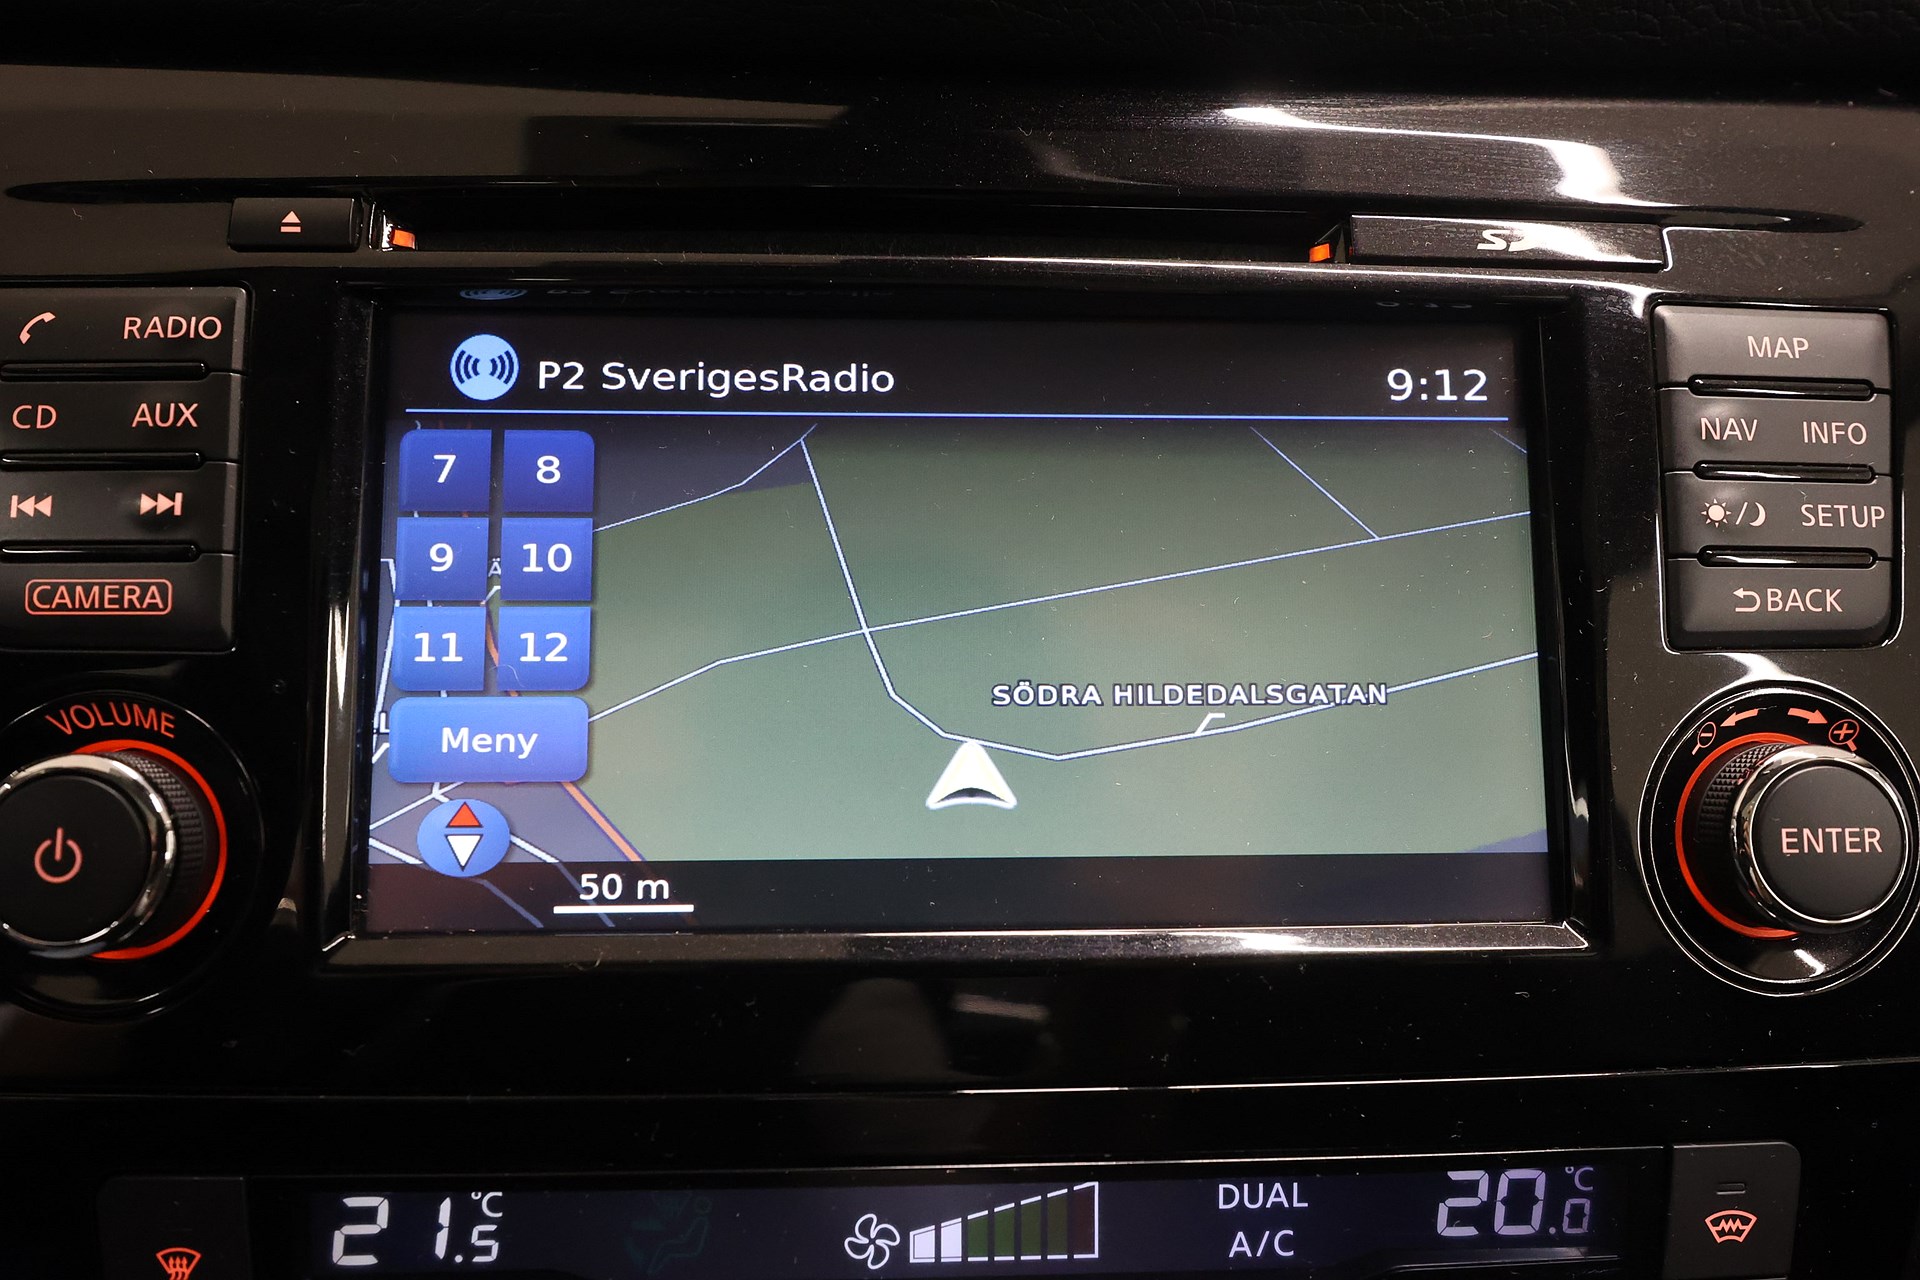 SD
RADIO
CD AUX
CAMERA
VOLUME
P2 SverigesRadio 9:12
7 8
9 10
11 12
Meny
SÖDRA HILDEDALSGATAN
50 m
MAP
NAV INFO
SETUP
BACK
ENTER
21.5 °C
DUAL
A/C
20.0 °C